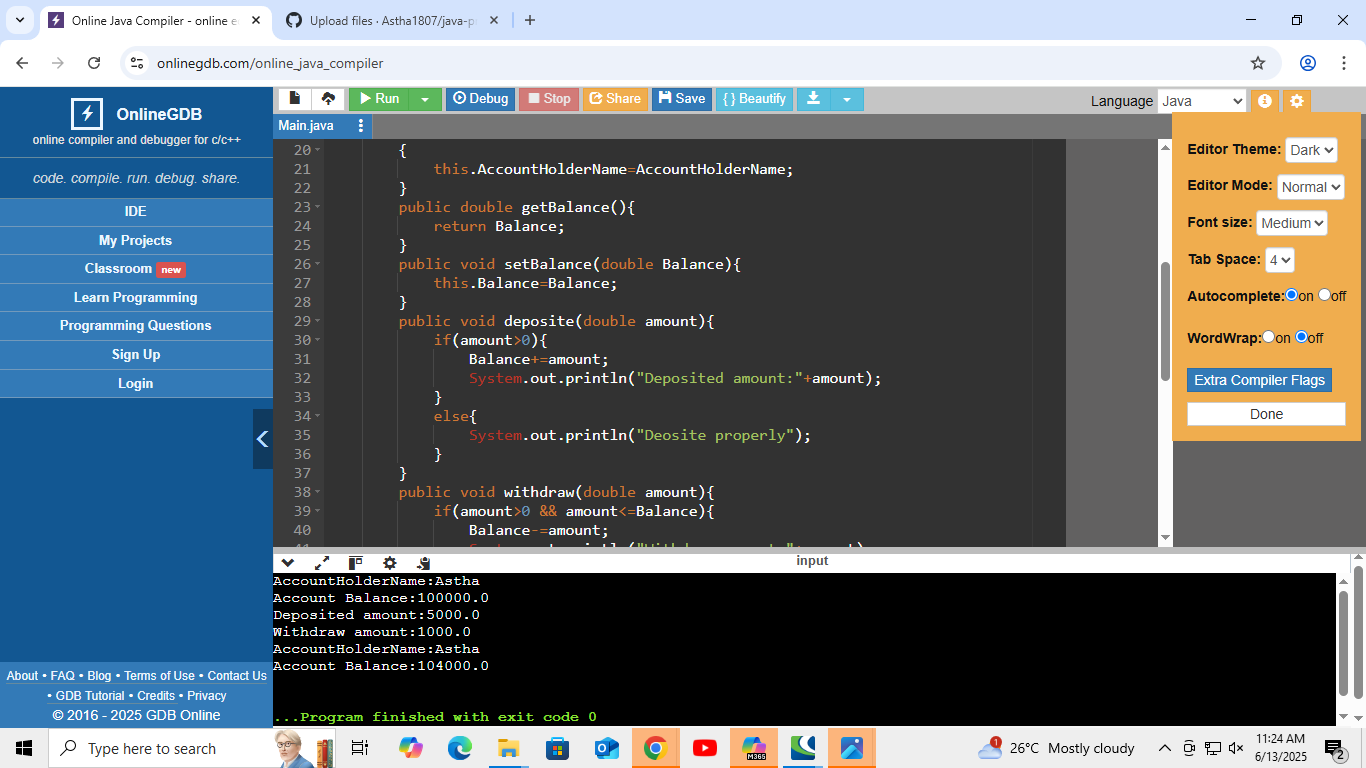 Online Java Compiler - online e
Upload files · Astha1807/java-p
onlinegdb.com/online_java_compiler
OnlineGDB
online compiler and debugger for c/c++
code. compile. run. debug. share.
IDE
My Projects
Classroom new
Learn Programming
Programming Questions
Sign Up
Login
About • FAQ • Blog • Terms of Use • Contact Us
• GDB Tutorial • Credits • Privacy
© 2016 - 2025 GDB Online
Run Debug Stop Share Save { } Beautify
Language Java
Main.java
20 {
21 this.AccountHolderName=AccountHolderName;
22 }
23 public double getBalance(){
24 return Balance;
25 }
26 public void setBalance(double Balance){
27 this.Balance=Balance;
28 }
29 public void deposite(double amount){
30 if(amount>0){
31 Balance+=amount;
32 System.out.println("Deposited amount:"+amount);
33 }
34 else{
35 System.out.println("Deosite properly");
36 }
37 }
38 public void withdraw(double amount){
39 if(amount>0 && amount<=Balance){
40 Balance-=amount;
Editor Theme: Dark
Editor Mode: Normal
Font size: Medium
Tab Space: 4
Autocomplete: on off
WordWrap: on off
Extra Compiler Flags
Done
input
AccountHolderName:Astha
Account Balance:100000.0
Deposited amount:5000.0
Withdraw amount:1000.0
AccountHolderName:Astha
Account Balance:104000.0
...Program finished with exit code 0
Type here to search
M365
1
26°C Mostly cloudy
11:24 AM
6/13/2025
2